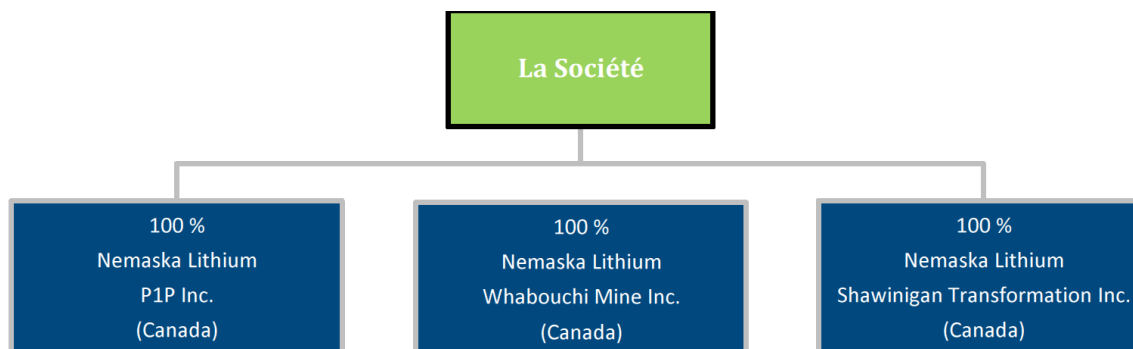 La Société
100 %
Nemaska Lithium
P1P Inc.
(Canada)
100 %
Nemaska Lithium
Whabouchi Mine Inc.
(Canada)
100 %
Nemaska Lithium
Shawinigan Transformation Inc.
(Canada)